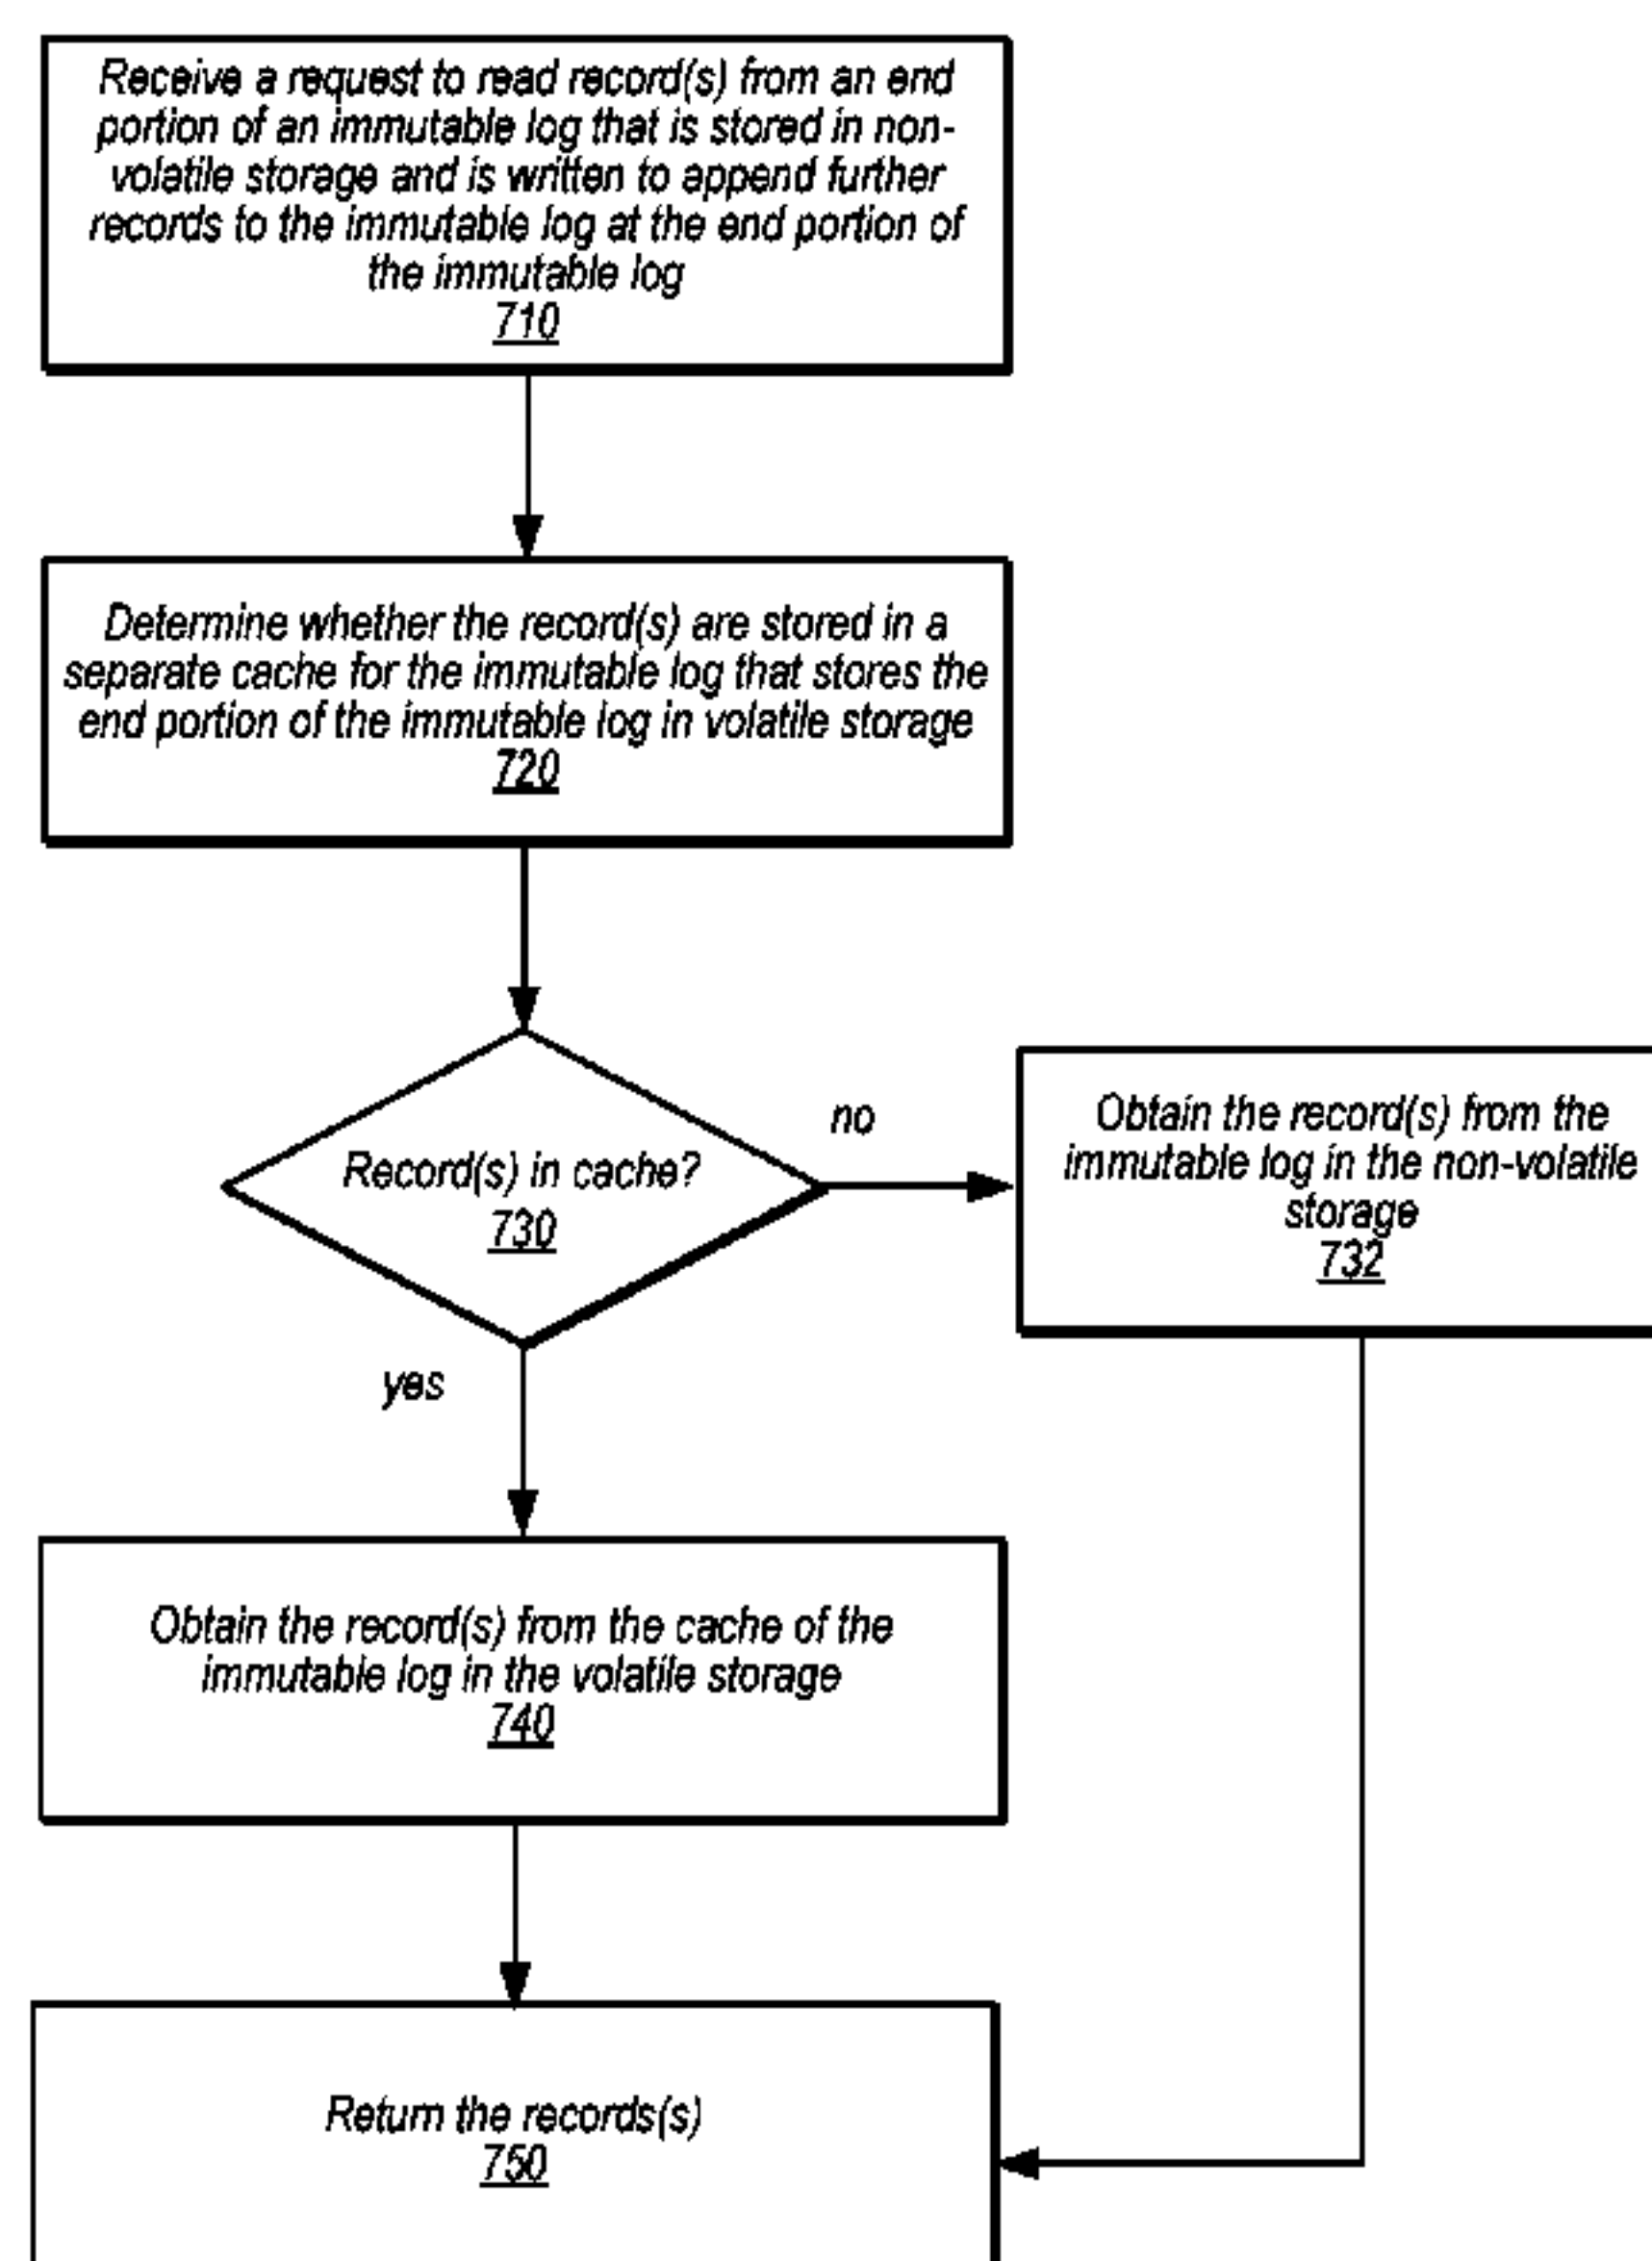 Receive a request to read record(s) from an end
portion of an immutable log that is stored in non-
volatile storage and is written to append further
records to the immutable log at the end portion of
the immutable log
710
Determine whether the record(s) are stored in a
separate cache for the immutable log that stores the
end portion of the immutable log in volatile storage
720
Record(s) in cache?
730
no
Obtain the record(s) from the
immutable log in the non-volatile
storage
732
yes
Obtain the record(s) from the cache of the
immutable log in the volatile storage
740
Return the records(s)
750